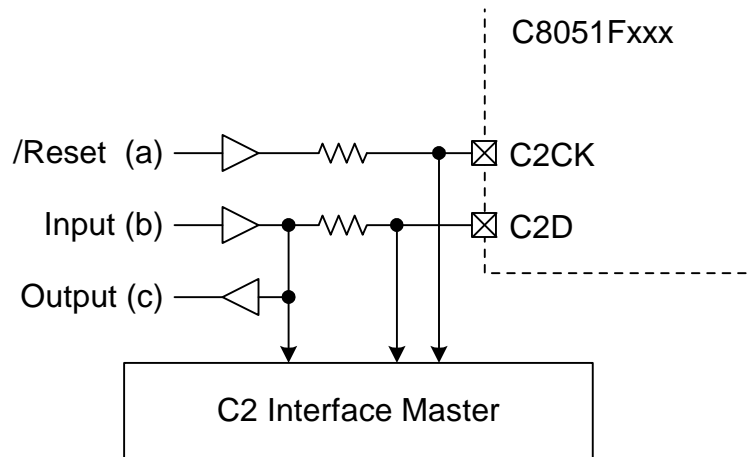 C8051Fxxx
/Reset (a)
C2CK
Input (b)
C2D
Output (c)
C2 Interface Master